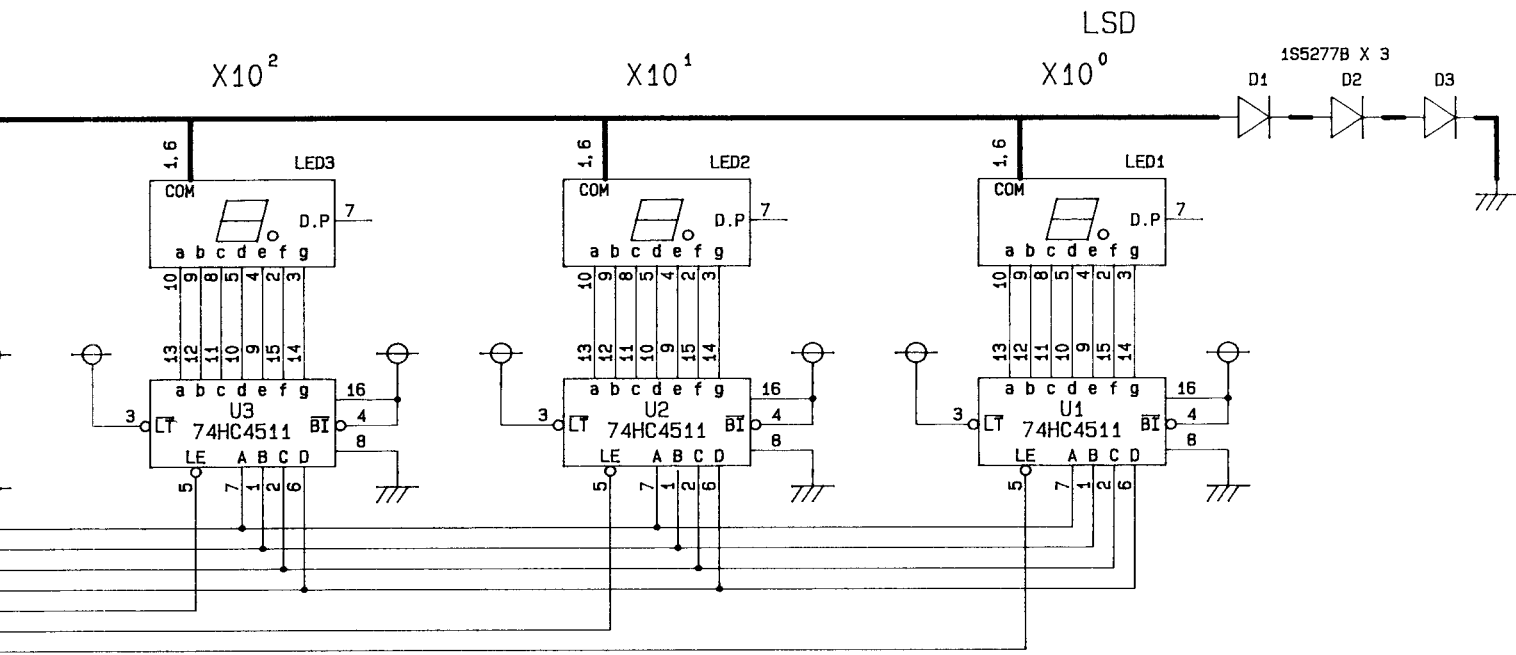 LSD
X10²
X10¹
X10⁰
1S5277B X 3
D1 D2 D3
1, 6 1, 6 1, 6
LED3 LED2 LED1
COM COM COM
D.P 7 D.P 7 D.P 7
a b c d e f g a b c d e f g a b c d e f g
10 9 8 5 4 2 3 10 9 8 5 4 2 3 10 9 8 5 4 2 3
13 12 11 10 9 15 14 13 12 11 10 9 15 14 13 12 11 10 9 15 14
a b c d e f g 16 a b c d e f g 16 a b c d e f g 16
3 LT U3 BI 4 3 LT U2 BI 4 3 LT U1 BI 4
74HC4511 8 74HC4511 8 74HC4511 8
LE A B C D LE A B C D LE A B C D
5 7 1 2 6 5 7 1 2 6 5 7 1 2 6